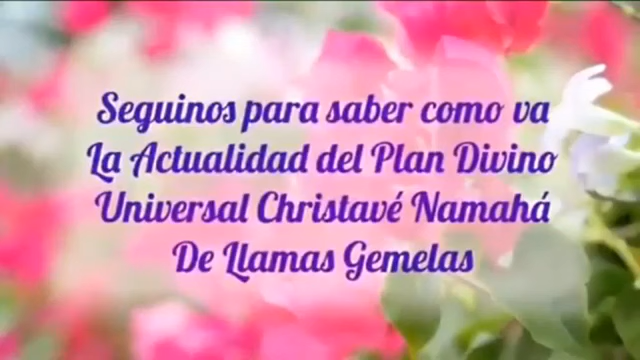 Seguinos para saber como va
La Actualidad del Plan Divino
Universal Christavé Namahá
De Llamas Gemelas